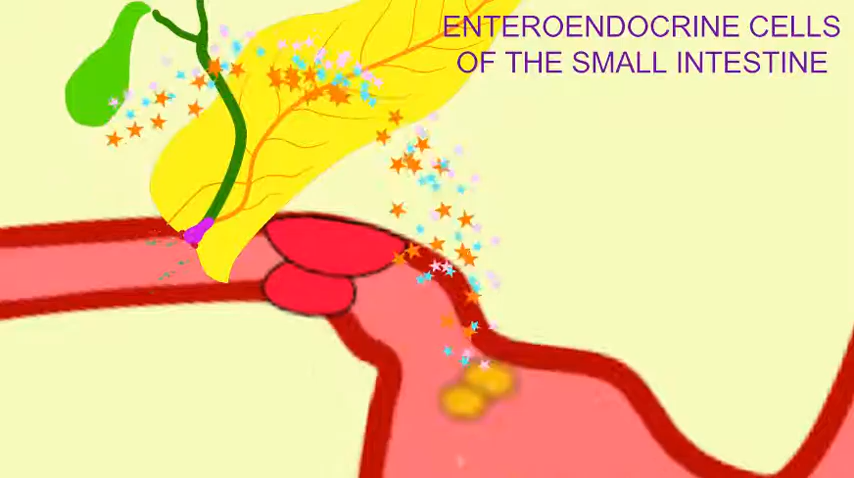 ENTEROENDOCRINE CELLS
OF THE SMALL INTESTINE